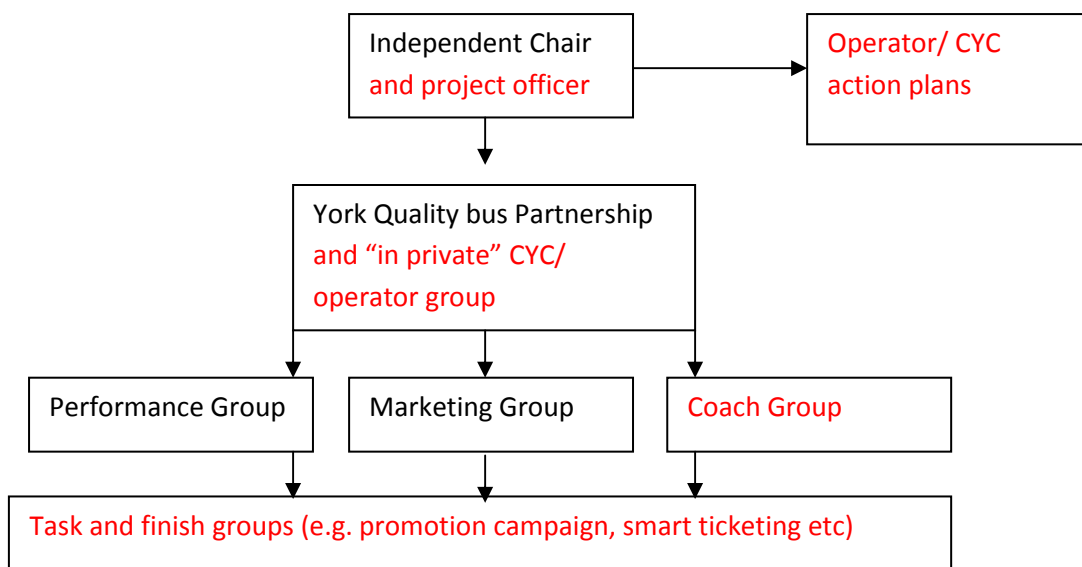 Independent Chair
and project officer
Operator/ CYC
action plans
York Quality bus Partnership
and “in private” CYC/
operator group
Performance Group
Marketing Group
Coach Group
Task and finish groups (e.g. promotion campaign, smart ticketing etc)